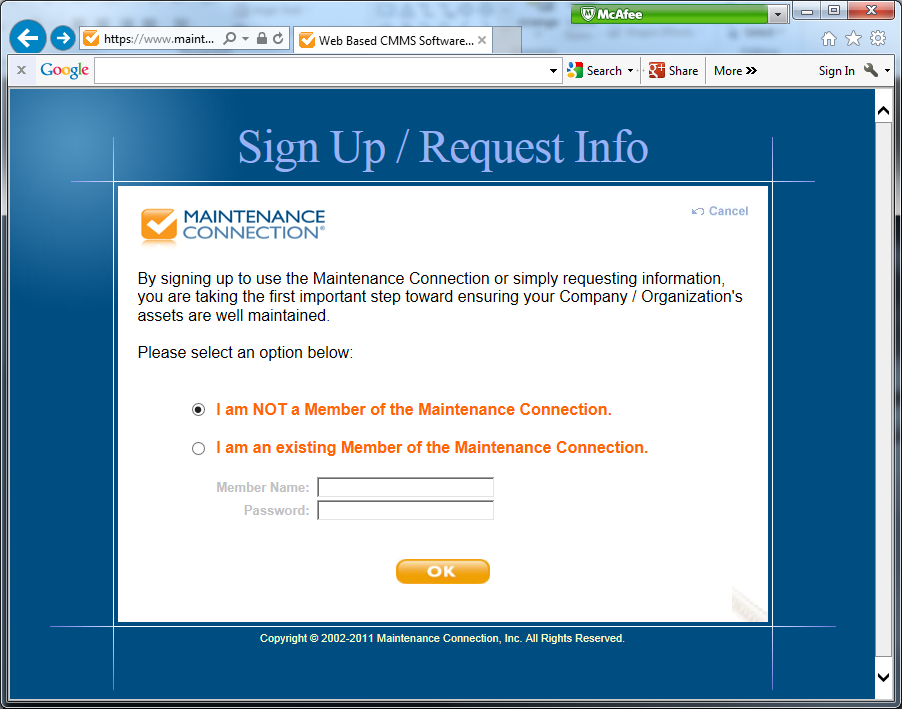 McAfee
https://www.maint...
Web Based CMMS Software...
x Google
Search
Share
More »
Sign In
Sign Up / Request Info
MAINTENANCE
CONNECTION®
Cancel
By signing up to use the Maintenance Connection or simply requesting information,
you are taking the first important step toward ensuring your Company / Organization's
assets are well maintained.
Please select an option below:
I am NOT a Member of the Maintenance Connection.
I am an existing Member of the Maintenance Connection.
Member Name:
Password:
OK
Copyright © 2002-2011 Maintenance Connection, Inc. All Rights Reserved.